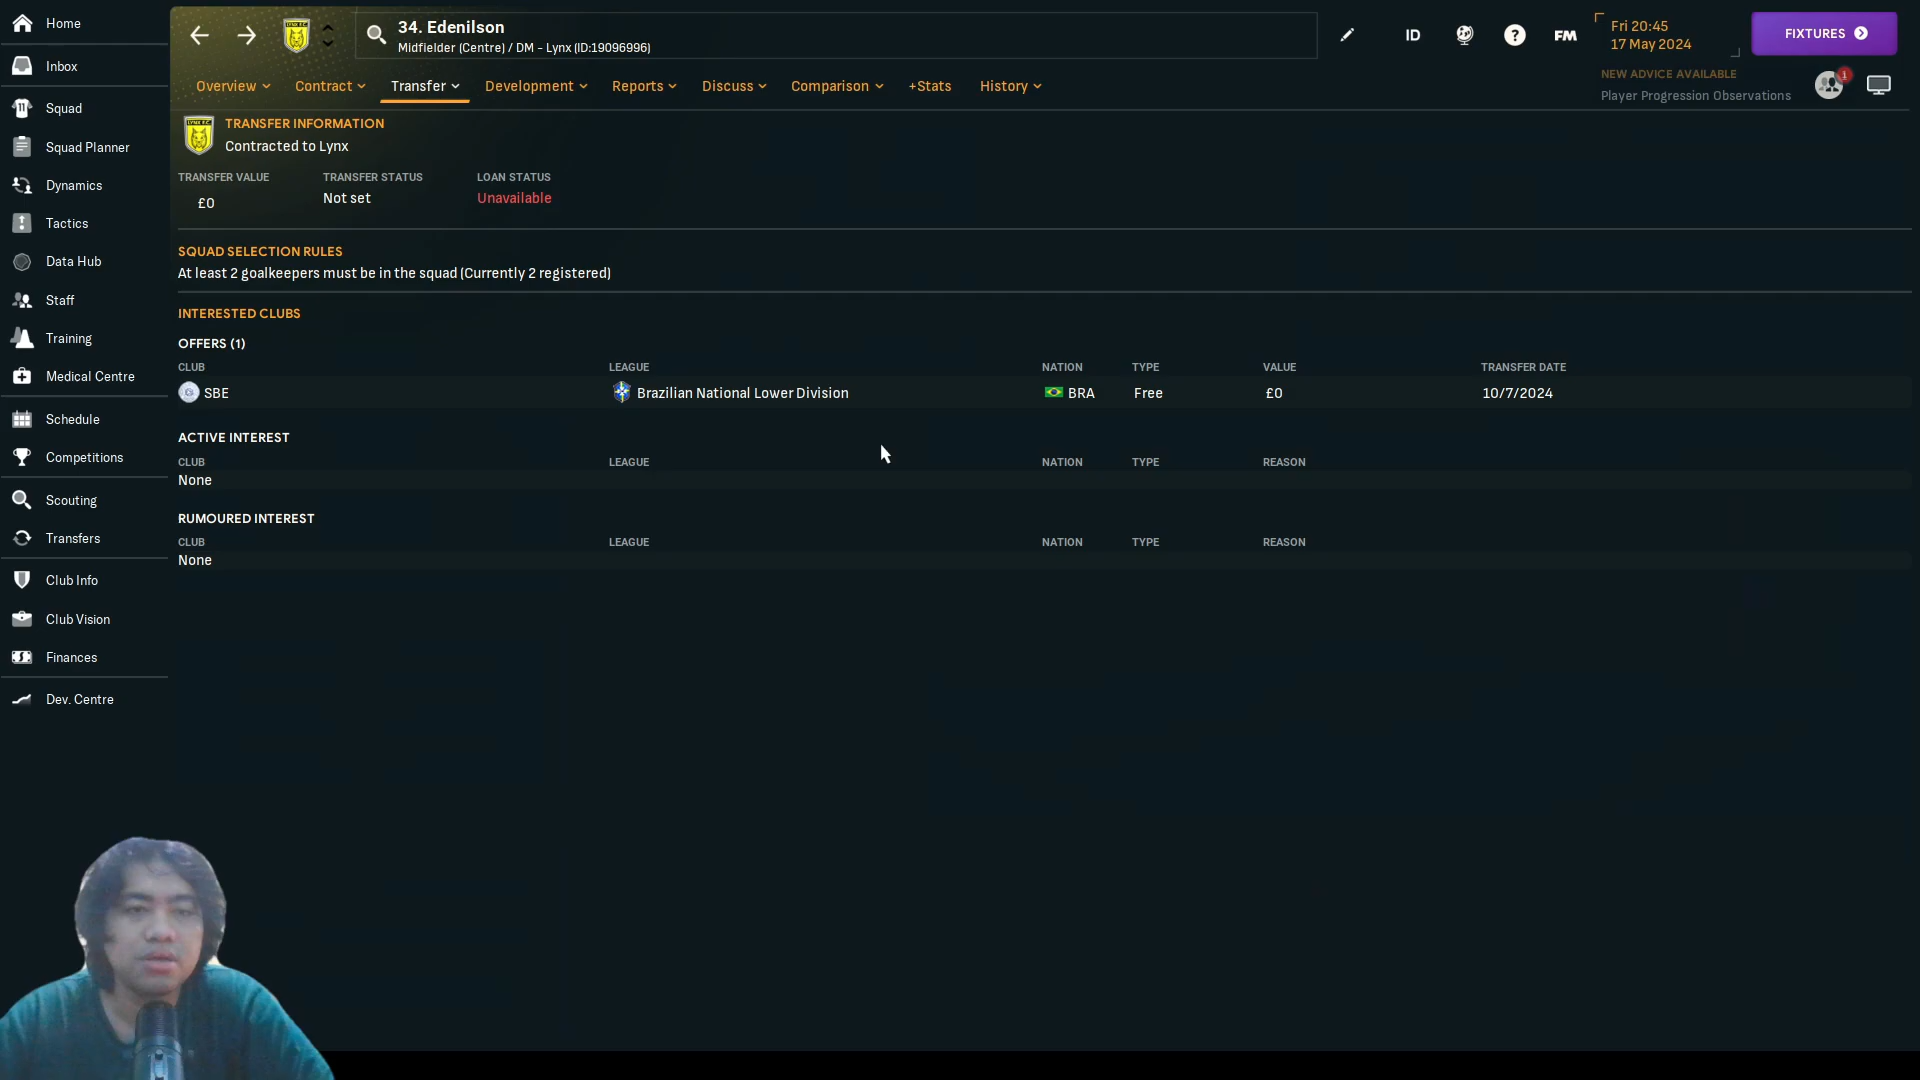 Home
Inbox
Squad
Squad Planner
Dynamics
Tactics
Data Hub
Staff
Training
Medical Centre
Schedule
Competitions
Scouting
Transfers
Club Info
Club Vision
Finances
Dev. Centre
34. Edenilson
Midfielder (Centre) / DM - Lynx (ID:19096996)
ID
FM
Fri 20:45
17 May 2024
FIXTURES
Overview Contract Transfer Development Reports Discuss Comparison +Stats History
NEW ADVICE AVAILABLE
Player Progression Observations
1
TRANSFER INFORMATION
Contracted to Lynx
TRANSFER VALUE TRANSFER STATUS LOAN STATUS
£0 Not set Unavailable
SQUAD SELECTION RULES
At least 2 goalkeepers must be in the squad (Currently 2 registered)
INTERESTED CLUBS
OFFERS (1)
CLUB LEAGUE NATION TYPE VALUE TRANSFER DATE
SBE Brazilian National Lower Division BRA Free £0 10/7/2024
ACTIVE INTEREST
CLUB LEAGUE NATION TYPE REASON
None
RUMOURED INTEREST
CLUB LEAGUE NATION TYPE REASON
None